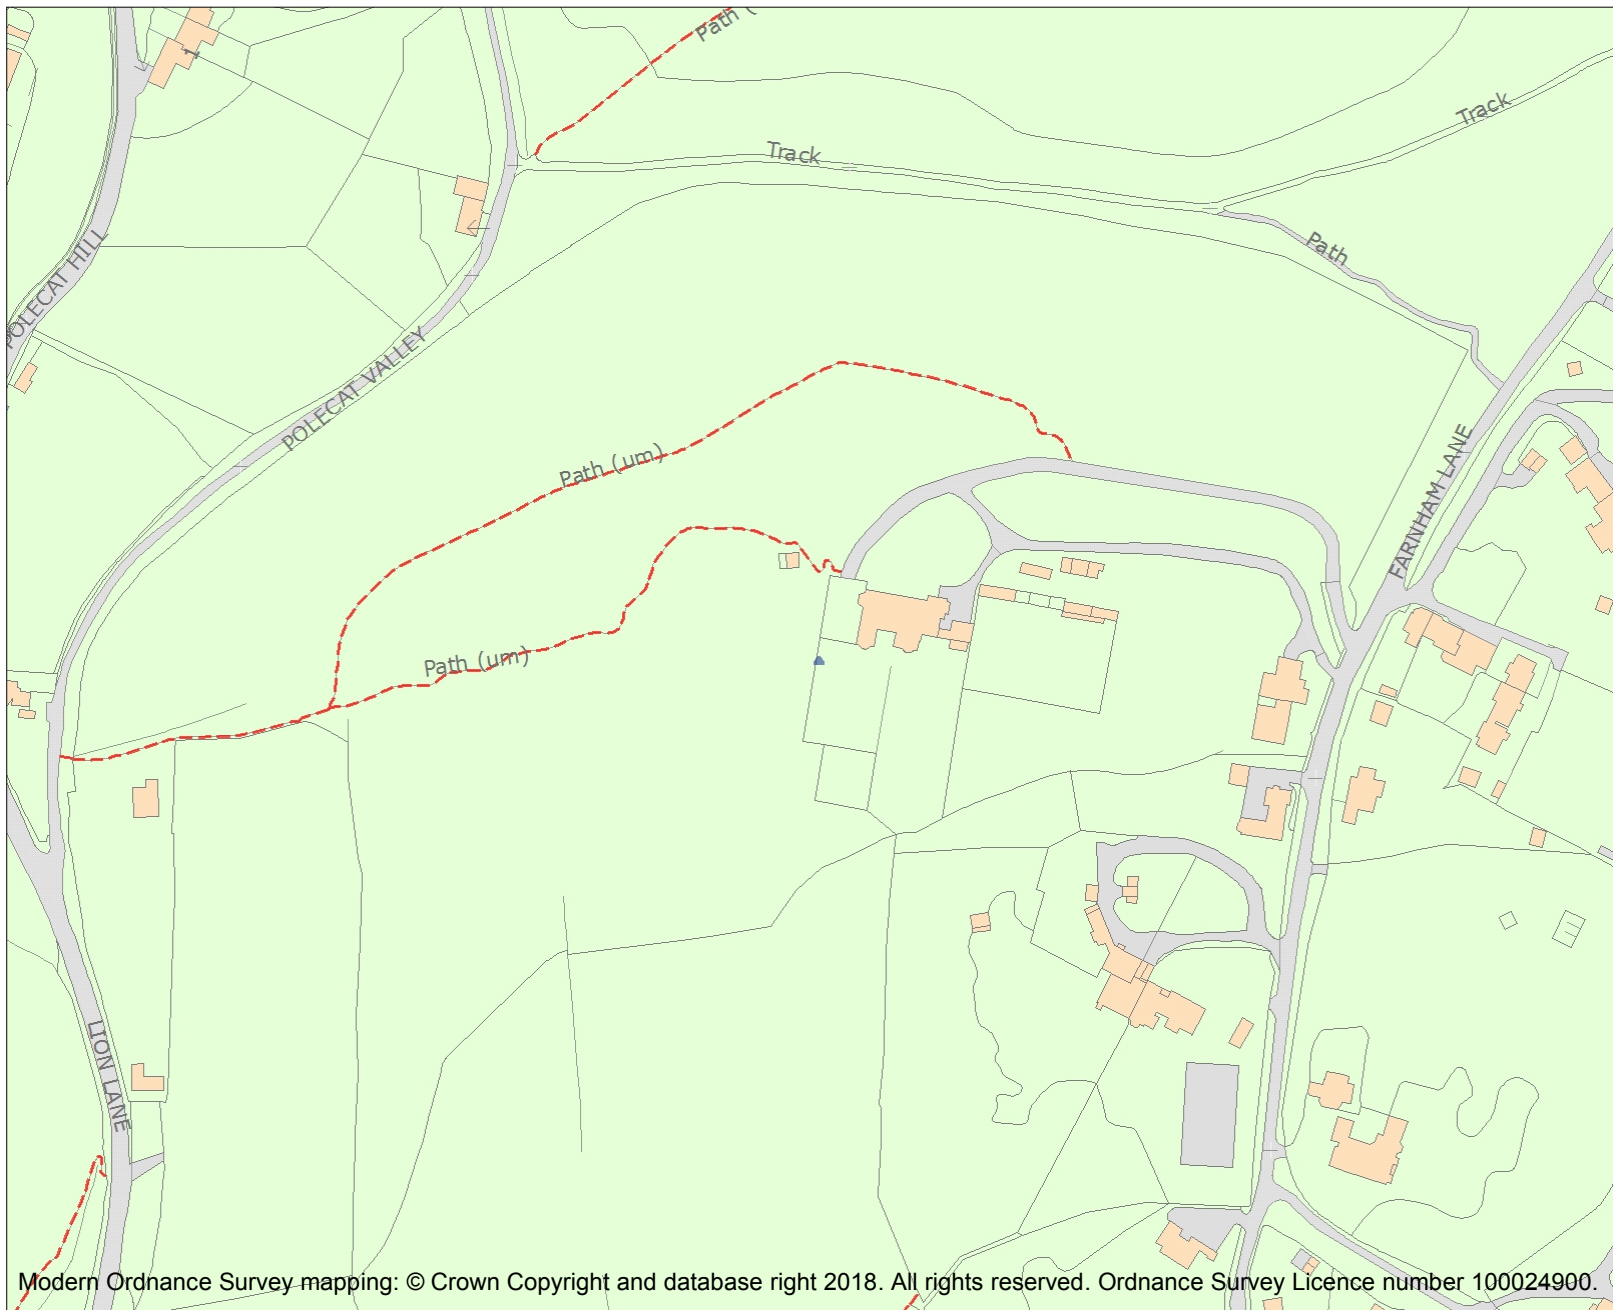 Path (
1
Track
Track
POLECAT HILL
Path
POLECAT VALLEY
Path (um)
FARNHAM LANE
Path (um)
LION LANE
Modern Ordnance Survey mapping: © Crown Copyright and database right 2018. All rights reserved. Ordnance Survey Licence number 100024900.